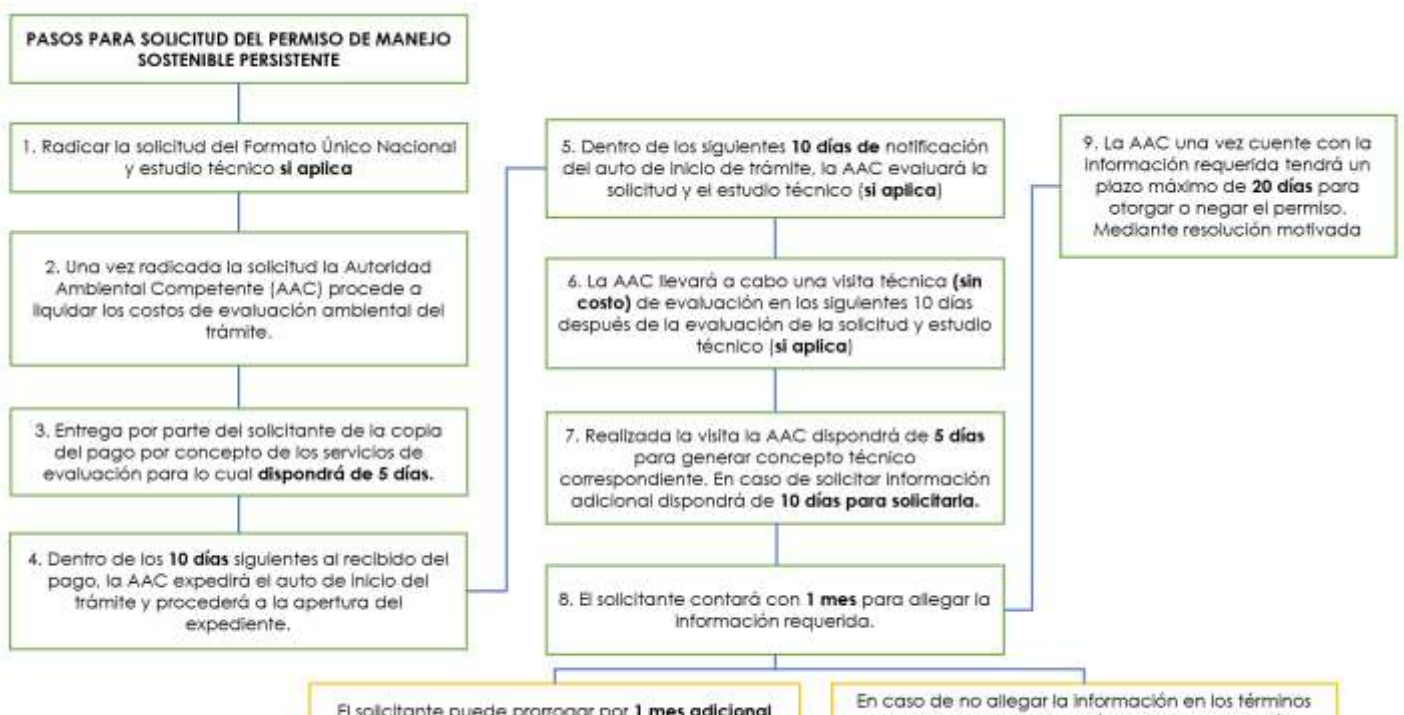 PASOS PARA SOLICITUD DEL PERMISO DE MANEJO
SOSTENIBLE PERSISTENTE
1. Radicar la solicitud del Formato Único Nacional
y estudio técnico si aplica
2. Una vez radicada la solicitud la Autoridad
Ambiental Competente (AAC) procede a
liquidar los costos de evaluación ambiental del
trámite.
3. Entrega por parte del solicitante de la copia
del pago por concepto de los servicios de
evaluación para lo cual dispondrá de 5 días.
4. Dentro de los 10 días siguientes al recibido del
pago, la AAC expedirá el auto de inicio del
trámite y procederá a la apertura del
expediente.
5. Dentro de los siguientes 10 días de notificación
del auto de inicio de trámite, la AAC evaluará la
solicitud y el estudio técnico (si aplica)
6. La AAC llevará a cabo una visita técnica (sin
costo) de evaluación en los siguientes 10 días
después de la evaluación de la solicitud y estudio
técnico (si aplica)
7. Realizada la visita la AAC dispondrá de 5 días
para generar concepto técnico
correspondiente. En caso de solicitar información
adicional dispondrá de 10 días para solicitarla.
8. El solicitante contará con 1 mes para allegar la
información requerida.
9. La AAC una vez cuente con la
información requerida tendrá un
plazo máximo de 20 días para
otorgar o negar el permiso.
Mediante resolución motivada
El solicitante puede prorrogar por 1 mes adicional
En caso de no allegar la información en los términos